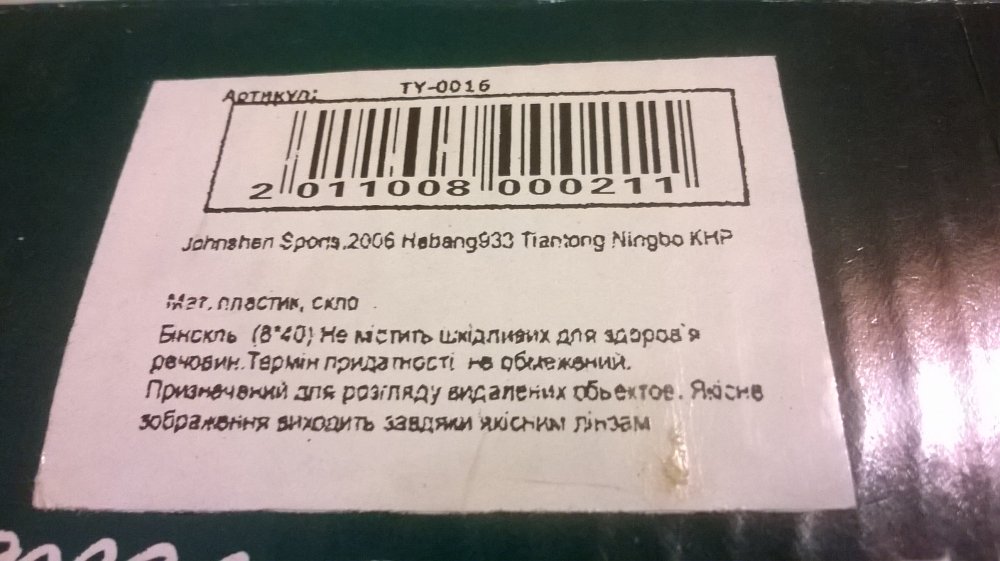 Артикул: TY-0016
2 011008 000211
Johnshen Sports,2006 Habang933 Tiantong Ningbo КНР
Мат. пластик, скло
Бінокль (8*40) Не містить шкідливих для здоров`я
речовин.Термін придатності не обмежений.
Призначений для розгляду видалених обьектов. Якісне
зображення виходить завдяки якісним лінзам